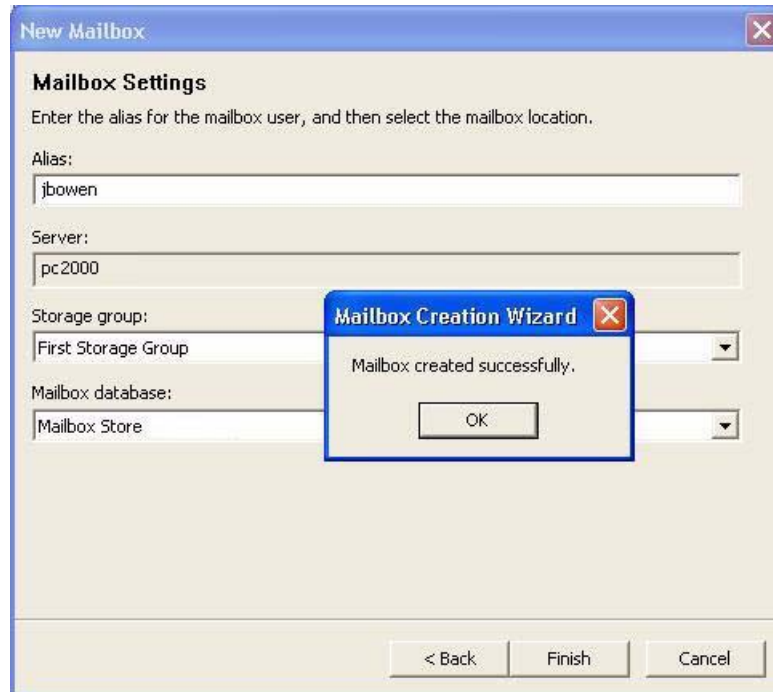 New Mailbox
Mailbox Settings
Enter the alias for the mailbox user, and then select the mailbox location.
Alias:
jbowen
Server:
pc2000
Storage group:
First Storage Group
Mailbox database:
Mailbox Store
Mailbox Creation Wizard
Mailbox created successfully.
OK
< Back
Finish
Cancel